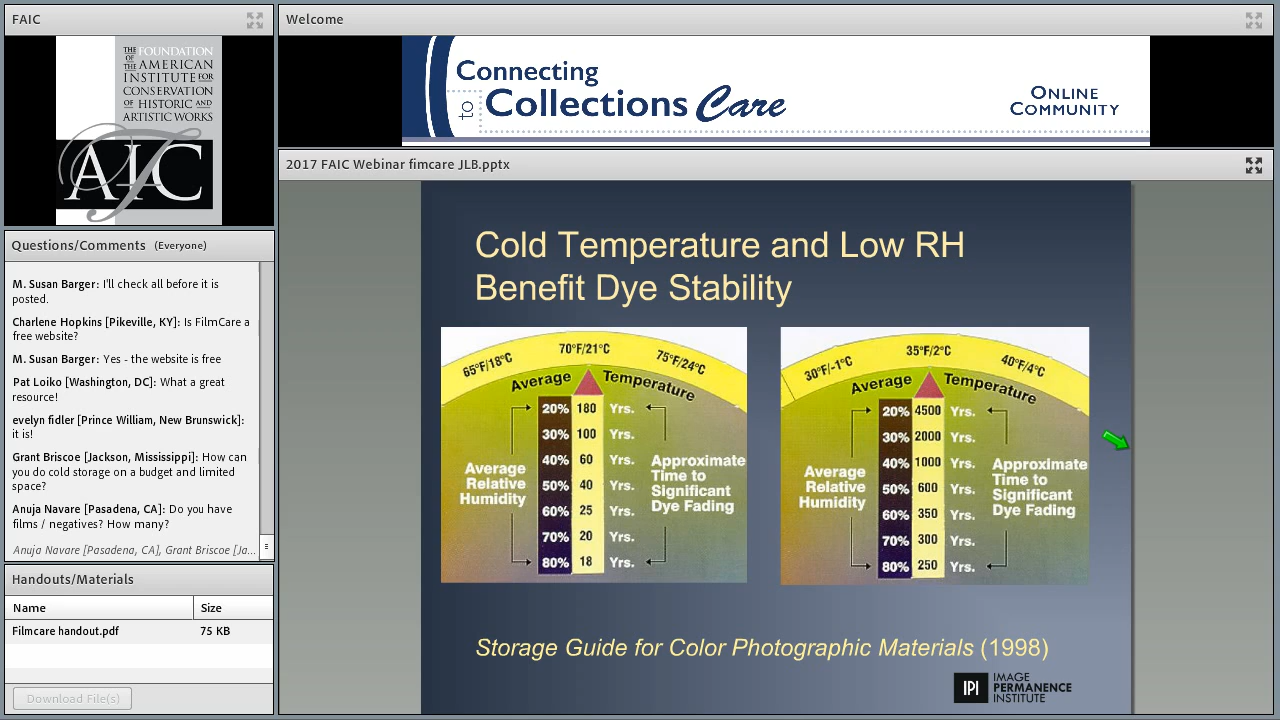 FAIC
THE FOUNDATION
OF THE AMERICAN
INSTITUTE FOR
CONSERVATION
OF HISTORIC AND
ARTISTIC WORKS
AIC
Questions/Comments (Everyone)
M. Susan Barger: I'll check all before it is
posted.
Charlene Hopkins [Pikeville, KY]: Is FilmCare a
free website?
M. Susan Barger: Yes - the website is free
Pat Loiko [Washington, DC]: What a great
resource!
evelyn fidler [Prince William, New Brunswick]:
it is!
Grant Briscoe [Jackson, Mississippi]: How can
you do cold storage on a budget and limited
space?
Anuja Navare [Pasadena, CA]: Do you have
films / negatives? How many?
Anuja Navare [Pasadena, CA], Grant Briscoe [Ja...
Handouts/Materials
Name Size
Filmcare handout.pdf 75 KB
Download File(s)
Welcome
Connecting
to Collections Care
ONLINE
COMMUNITY
2017 FAIC Webinar fimcare JLB.pptx
Cold Temperature and Low RH
Benefit Dye Stability
65°F/18°C 70°F/21°C 75°F/24°C
Average Temperature
20% 180 Yrs.
30% 100 Yrs.
40% 60 Yrs.
50% 40 Yrs.
60% 25 Yrs.
70% 20 Yrs.
80% 18 Yrs.
Average
Relative
Humidity
Approximate
Time to
Significant
Dye Fading
30°F/-1°C 35°F/2°C 40°F/4°C
Average Temperature
20% 4500 Yrs.
30% 2000 Yrs.
40% 1000 Yrs.
50% 600 Yrs.
60% 350 Yrs.
70% 300 Yrs.
80% 250 Yrs.
Average
Relative
Humidity
Approximate
Time to
Significant
Dye Fading
Storage Guide for Color Photographic Materials (1998)
IPI
IMAGE
PERMANENCE
INSTITUTE